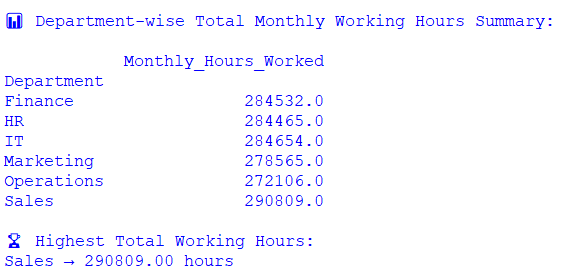 📊 Department-wise Total Monthly Working Hours Summary:
Monthly_Hours_Worked
Department
Finance 284532.0
HR 284465.0
IT 284654.0
Marketing 278565.0
Operations 272106.0
Sales 290809.0
🏆 Highest Total Working Hours:
Sales → 290809.00 hours